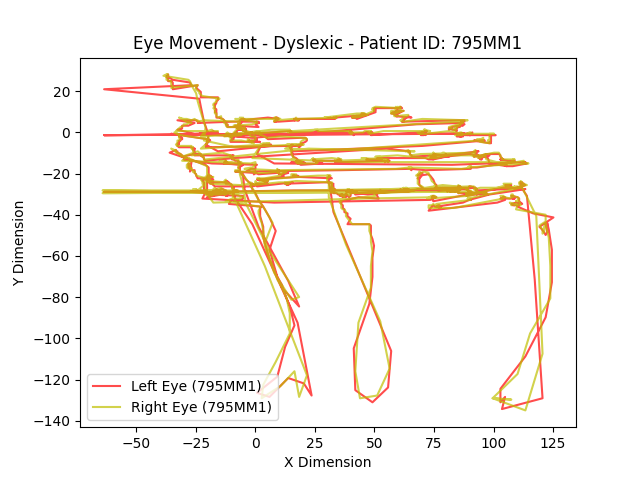 Eye Movement - Dyslexic - Patient ID: 795MM1
Y Dimension
20
0
−20
−40
−60
−80
−100
−120
−140
Left Eye (795MM1)
Right Eye (795MM1)
−50 −25 0 25 50 75 100 125
X Dimension